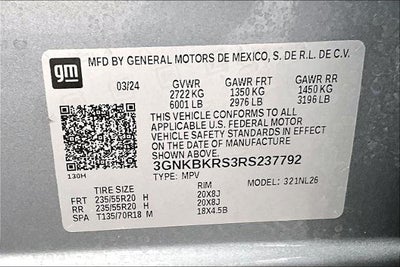 gm
MFD BY GENERAL MOTORS DE MEXICO, S. DE R.L. DE C.V.
03/24 GVWR GAWR FRT GAWR RR
2722 KG 1350 KG 1450 KG
6001 LB 2976 LB 3196 LB
THIS VEHICLE CONFORMS TO ALL
APPLICABLE U.S. FEDERAL MOTOR
VEHICLE SAFETY STANDARDS IN EFFECT
ON THE DATE OF MANUFACTURE
SHOWN ABOVE.
3GNKBKRS3RS237792
130H TYPE: MPV MODEL: 321NL26
TIRE SIZE RIM
FRT 235/55R20 H 20X8J
RR 235/55R20 H 20X8J
SPA T135/70R18 M 18X4.5B